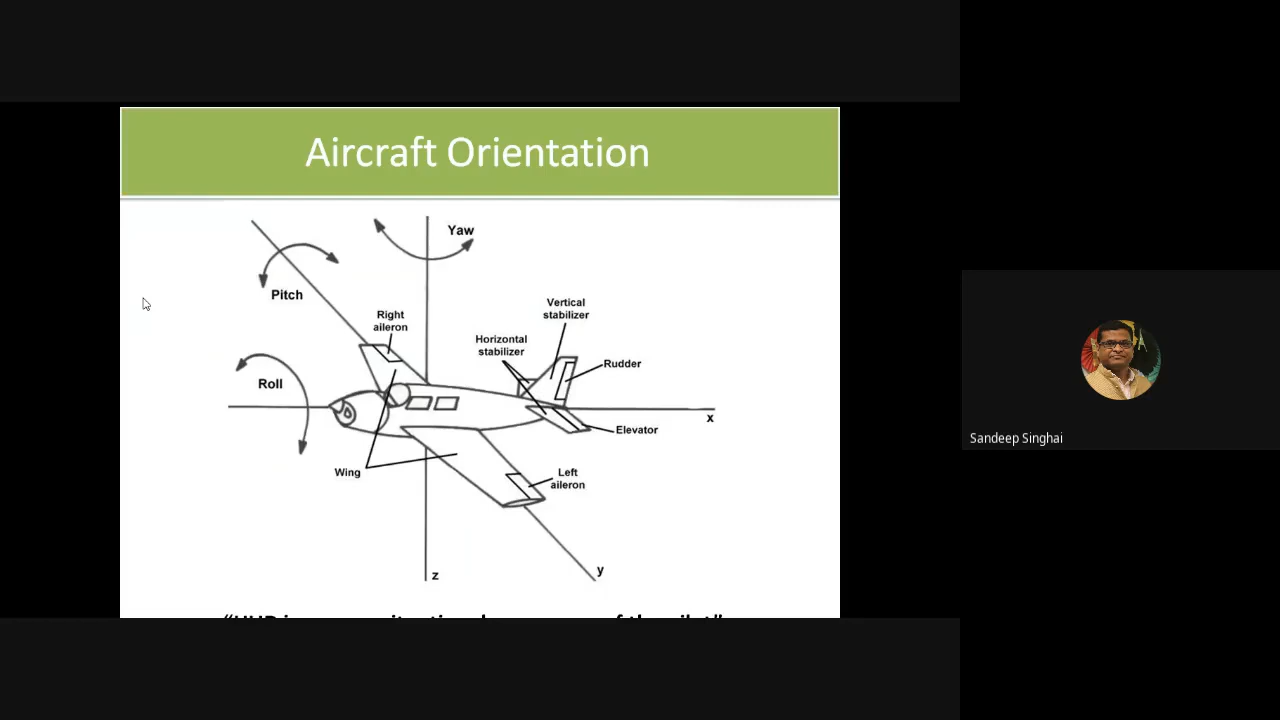 Aircraft Orientation
Yaw
Pitch
Right
aileron
Vertical
stabilizer
Horizontal
stabilizer
Rudder
Roll
x
Elevator
Wing
Left
aileron
z
y
Sandeep Singhai